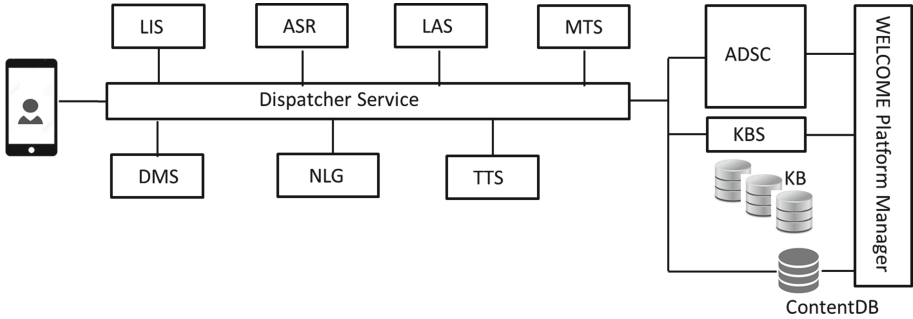 LIS
ASR
LAS
MTS
Dispatcher Service
DMS
NLG
TTS
ADSC
KBS
KB
ContentDB
WELCOME Platform Manager